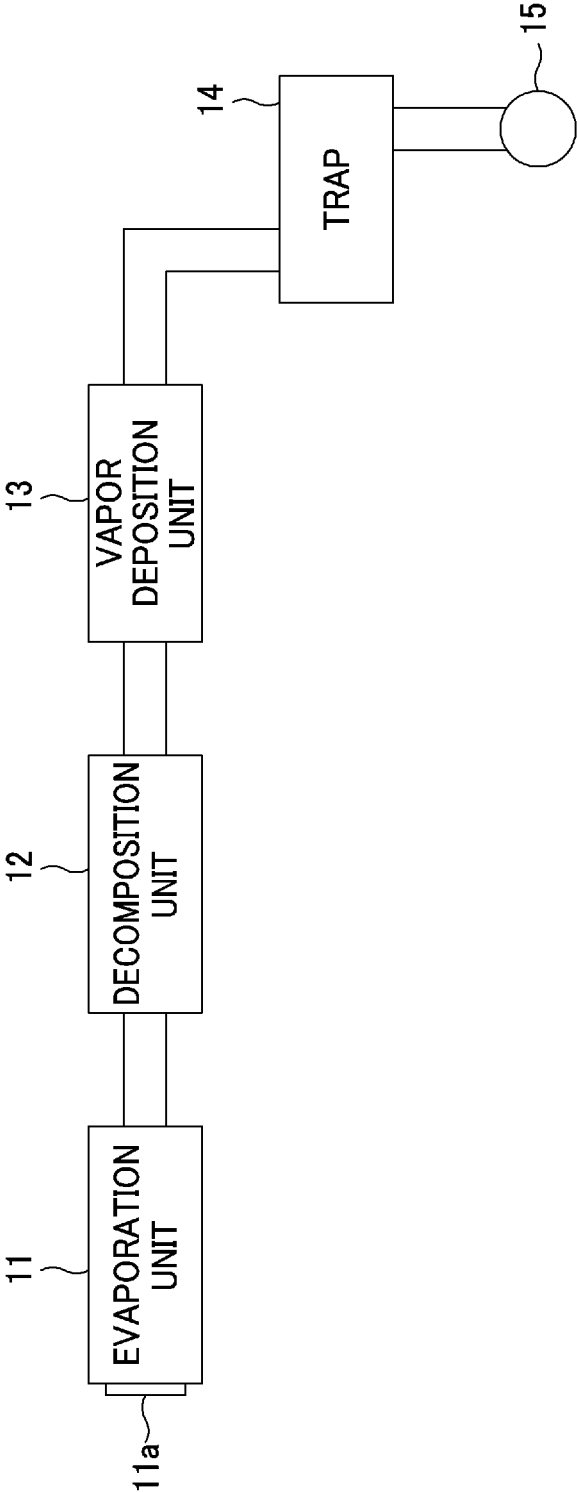 11
EVAPORATION
UNIT
11a
12
DECOMPOSITION
UNIT
13
VAPOR
DEPOSITION
UNIT
14
TRAP
15